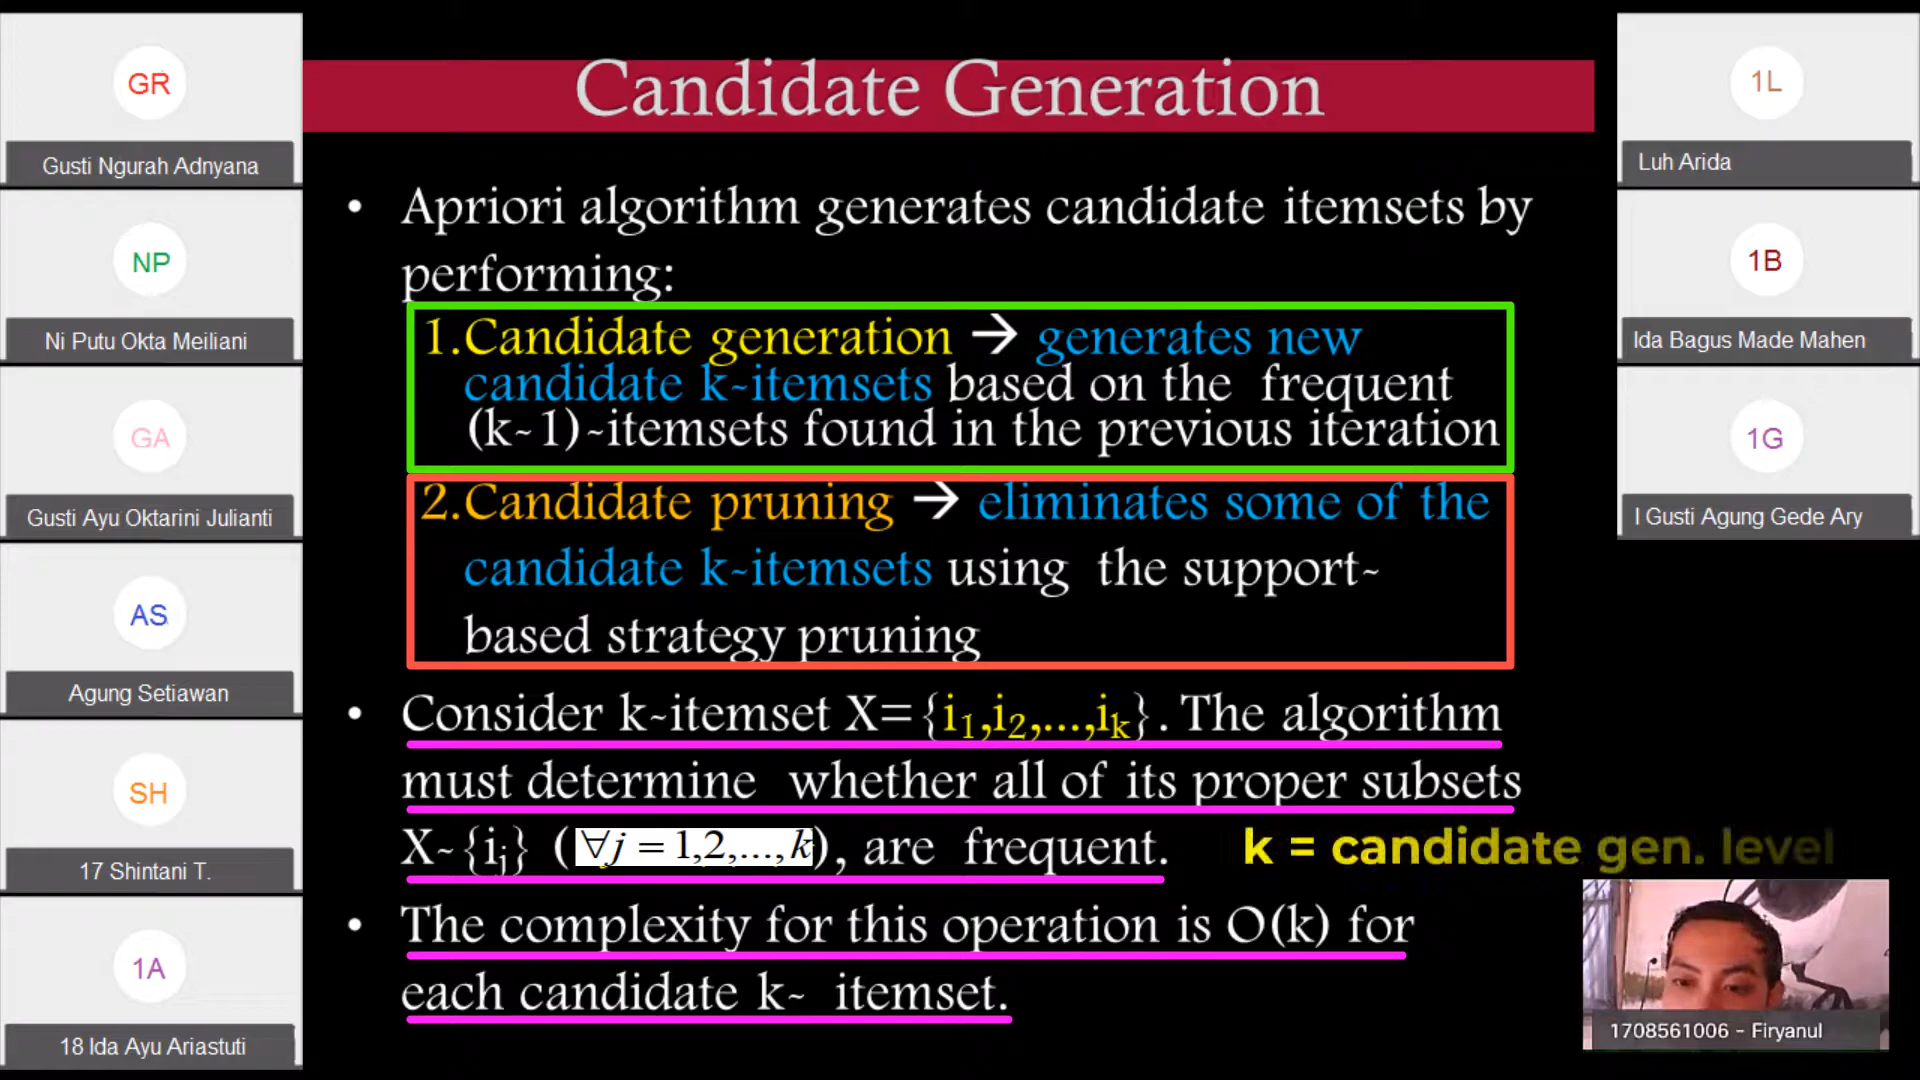 Candidate Generation
• Apriori algorithm generates candidate itemsets by
performing:
1.Candidate generation → generates new
candidate k-itemsets based on the frequent
(k-1)-itemsets found in the previous iteration
2.Candidate pruning → eliminates some of the
candidate k-itemsets using the support-
based strategy pruning
• Consider k-itemset X={i₁,i₂,...,iₖ}. The algorithm
must determine whether all of its proper subsets
X-{iⱼ} (∀j = 1,2,...,k), are frequent.
k = candidate gen. level
• The complexity for this operation is O(k) for
each candidate k- itemset.
GR
Gusti Ngurah Adnyana
NP
Ni Putu Okta Meiliani
GA
Gusti Ayu Oktarini Julianti
AS
Agung Setiawan
SH
17 Shintani T.
1A
18 Ida Ayu Ariastuti
1L
Luh Arida
1B
Ida Bagus Made Mahen
1G
I Gusti Agung Gede Ary
1708561006 - Firyanul